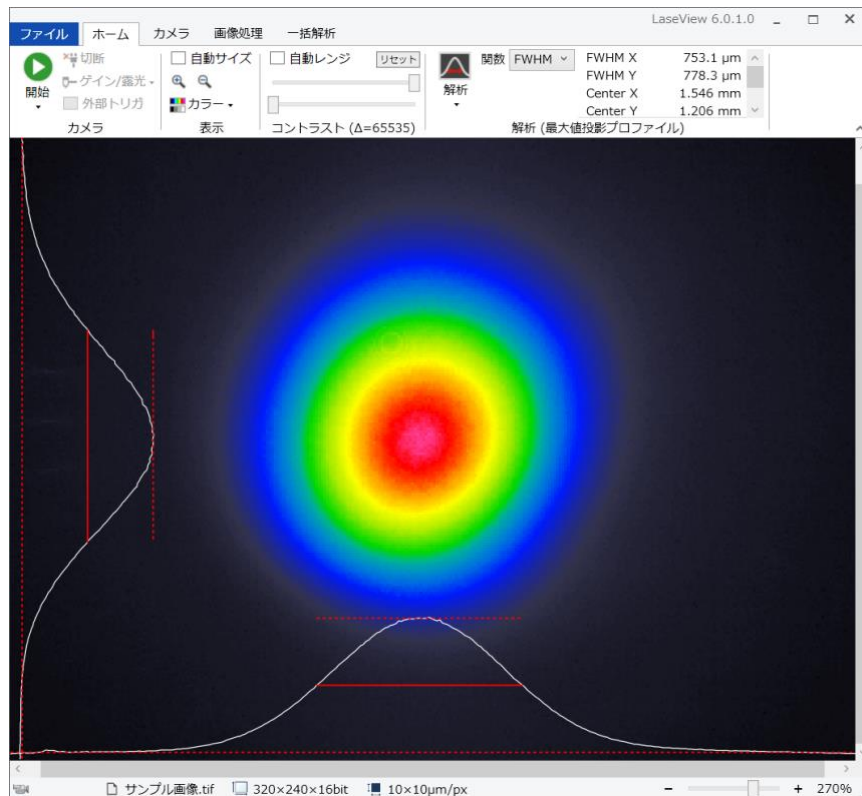 LaseView 6.0.1.0
ファイル ホーム カメラ 画像処理 一括解析
開始
切断
ゲイン/露光
外部トリガ
カメラ
自動サイズ
カラー
表示
自動レンジ リセット
コントラスト (Δ=65535)
解析
関数 FWHM
FWHM X 753.1 µm
FWHM Y 778.3 µm
Center X 1.546 mm
Center Y 1.206 mm
解析 (最大値投影プロファイル)
サンプル画像.tif 320×240×16bit 10×10µm/px - + 270%